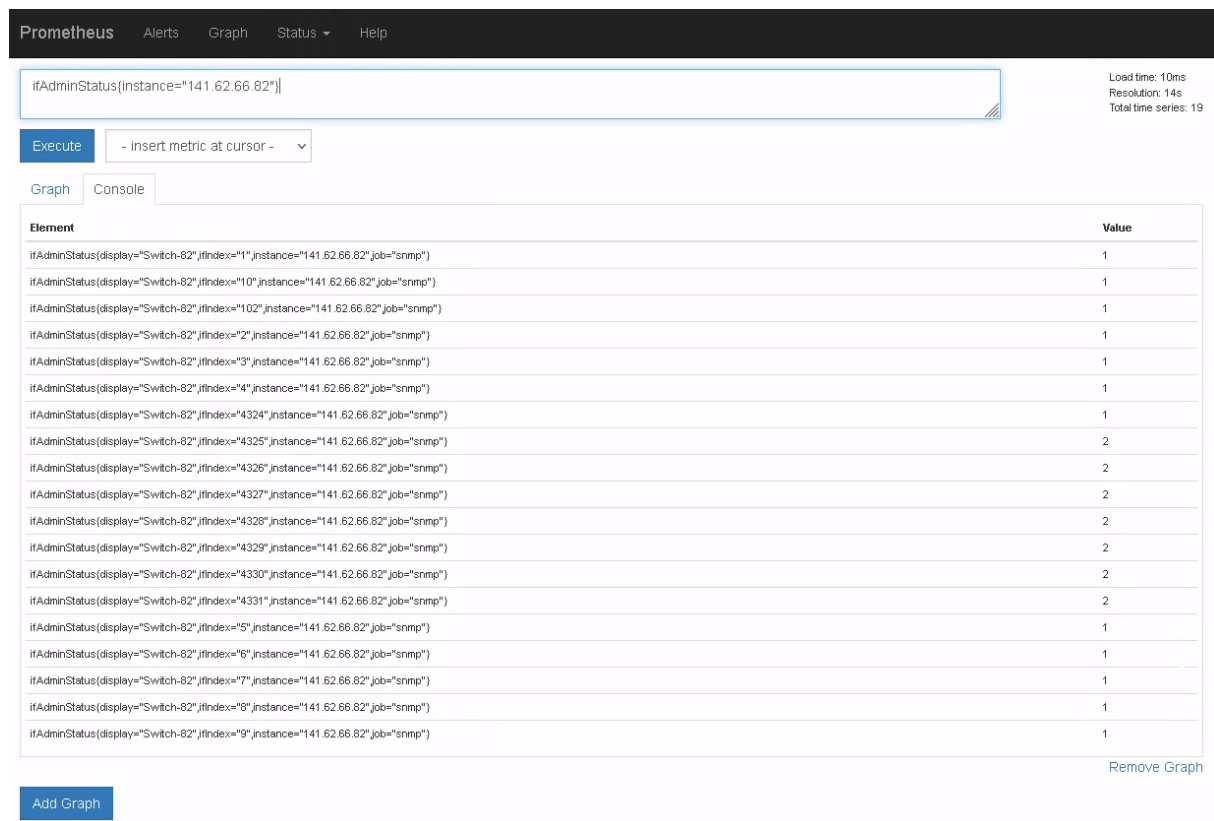 Prometheus Alerts Graph Status Help
ifAdminStatus{instance="141.62.66.82"}
Load time: 10ms
Resolution: 14s
Total time series: 19
Execute - insert metric at cursor -
Graph Console
Element Value
ifAdminStatus{display="Switch-82",ifIndex="1",instance="141.62.66.82",job="snmp"} 1
ifAdminStatus{display="Switch-82",ifIndex="10",instance="141.62.66.82",job="snmp"} 1
ifAdminStatus{display="Switch-82",ifIndex="102",instance="141.62.66.82",job="snmp"} 1
ifAdminStatus{display="Switch-82",ifIndex="2",instance="141.62.66.82",job="snmp"} 1
ifAdminStatus{display="Switch-82",ifIndex="3",instance="141.62.66.82",job="snmp"} 1
ifAdminStatus{display="Switch-82",ifIndex="4",instance="141.62.66.82",job="snmp"} 1
ifAdminStatus{display="Switch-82",ifIndex="4324",instance="141.62.66.82",job="snmp"} 1
ifAdminStatus{display="Switch-82",ifIndex="4325",instance="141.62.66.82",job="snmp"} 2
ifAdminStatus{display="Switch-82",ifIndex="4326",instance="141.62.66.82",job="snmp"} 2
ifAdminStatus{display="Switch-82",ifIndex="4327",instance="141.62.66.82",job="snmp"} 2
ifAdminStatus{display="Switch-82",ifIndex="4328",instance="141.62.66.82",job="snmp"} 2
ifAdminStatus{display="Switch-82",ifIndex="4329",instance="141.62.66.82",job="snmp"} 2
ifAdminStatus{display="Switch-82",ifIndex="4330",instance="141.62.66.82",job="snmp"} 2
ifAdminStatus{display="Switch-82",ifIndex="4331",instance="141.62.66.82",job="snmp"} 2
ifAdminStatus{display="Switch-82",ifIndex="5",instance="141.62.66.82",job="snmp"} 1
ifAdminStatus{display="Switch-82",ifIndex="6",instance="141.62.66.82",job="snmp"} 1
ifAdminStatus{display="Switch-82",ifIndex="7",instance="141.62.66.82",job="snmp"} 1
ifAdminStatus{display="Switch-82",ifIndex="8",instance="141.62.66.82",job="snmp"} 1
ifAdminStatus{display="Switch-82",ifIndex="9",instance="141.62.66.82",job="snmp"} 1
Remove Graph
Add Graph